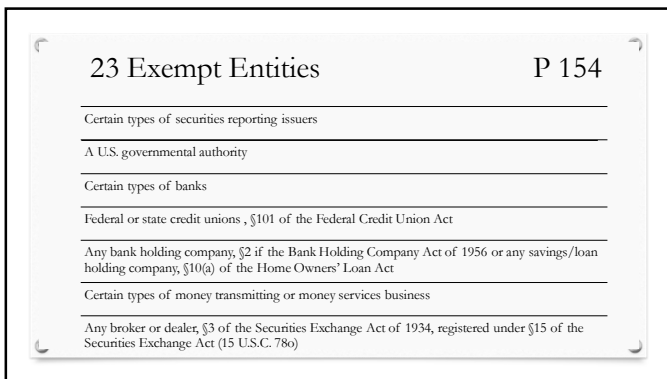 23 Exempt Entities P 154
Certain types of securities reporting issuers
A U.S. governmental authority
Certain types of banks
Federal or state credit unions , §101 of the Federal Credit Union Act
Any bank holding company, §2 if the Bank Holding Company Act of 1956 or any savings/loan
holding company, §10(a) of the Home Owners' Loan Act
Certain types of money transmitting or money services business
Any broker or dealer, §3 of the Securities Exchange Act of 1934, registered under §15 of the
Securities Exchange Act (15 U.S.C. 78o)